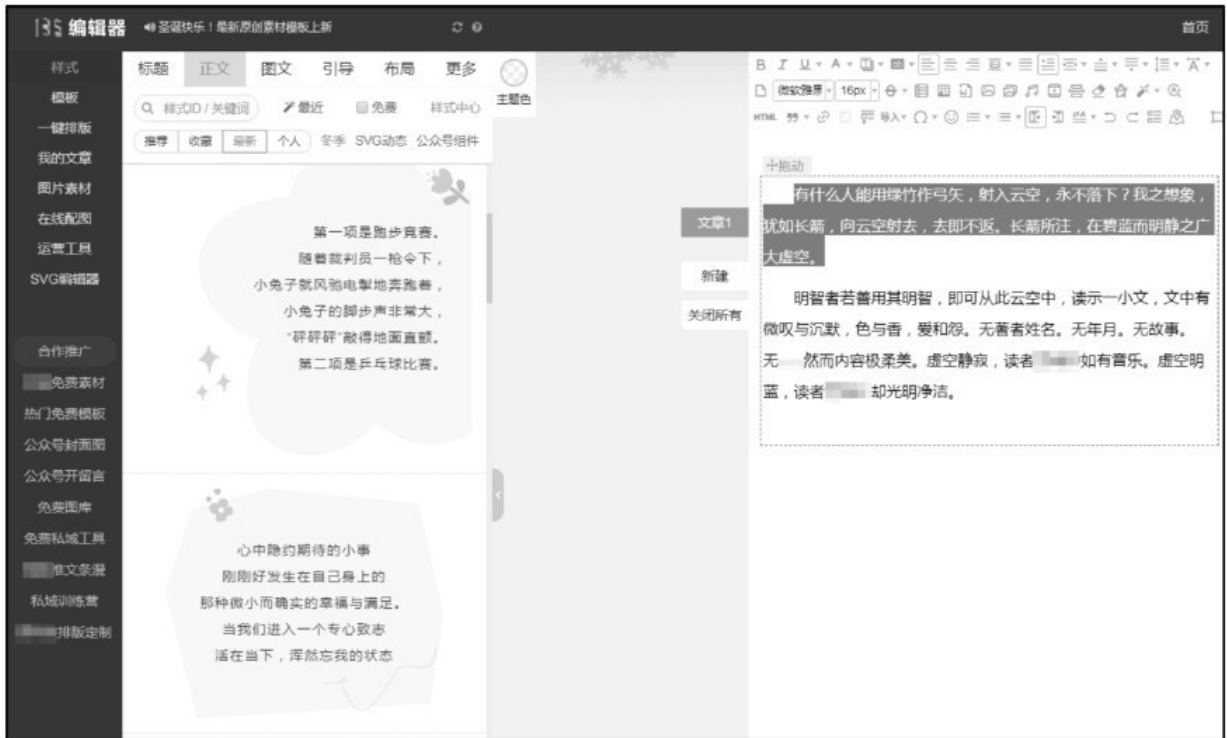 135 编辑器
圣诞快乐！最新原创素材模板上新
首页
样式
模板
一键排版
我的文章
图片素材
在线配图
运营工具
SVG编辑器
合作推广
免费素材
热门免费模板
公众号封面图
公众号开留言
免费图库
免费私域工具
推文条漫
私域训练营
排版定制
标题 正文 图文 引导 布局 更多
样式ID / 关键词 最近 免费 样式中心
推荐 收藏 最新 个人 冬季 SVG动态 公众号组件
第一项是跑步竞赛。
随着裁判员一枪令下，
小兔子就风驰电掣地奔跑着，
小兔子的脚步声非常大，
“砰砰砰”敲得地面直颤。
第二项是乒乓球比赛。
心中隐约期待的小事
刚刚好发生在自己身上的
那种微小而确实的幸福与满足。
当我们进入一个专心致志
活在当下，浑然忘我的状态
主题色
文章1
新建
关闭所有
B I U A
微软雅黑 16px
HTML 导入
拖动
有什么人能用绿竹作弓矢，射入云空，永不落下？我之想象，
犹如长箭，向云空射去，去即不返。长箭所注，在碧蓝而明静之广
大虚空。
明智者若善用其明智，即可从此云空中，读示一小文，文中有
微叹与沉默，色与香，爱和怨。无著者姓名。无年月。无故事。
无 然而内容极柔美。虚空静寂，读者 如有音乐。虚空明
蓝，读者 却光明净洁。